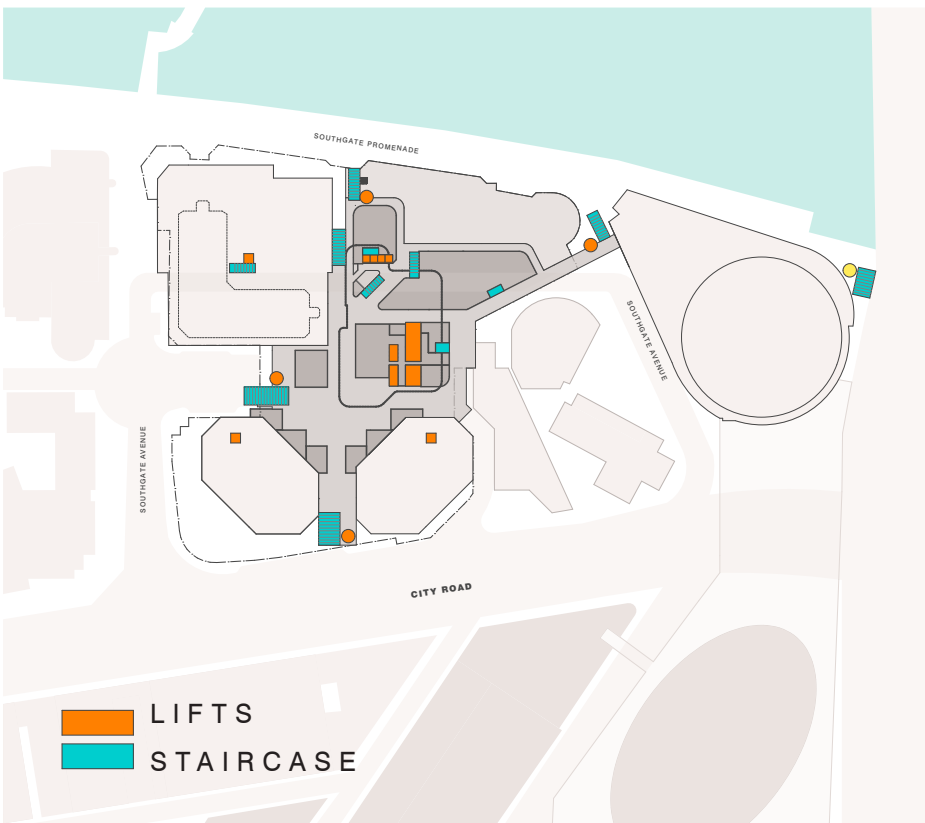 SOUTHGATE PROMENADE
SOUTHGATE AVENUE
SOUTHGATE AVENUE
CITY ROAD
LIFTS
STAIRCASE